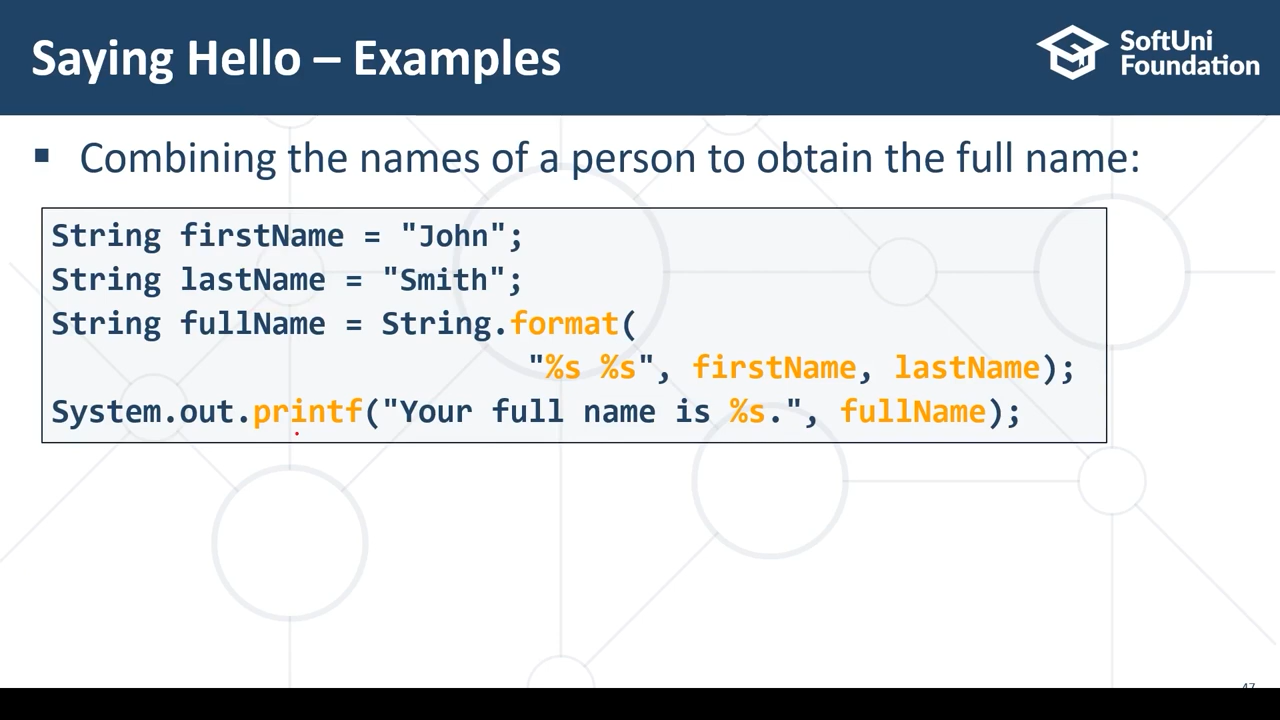 Saying Hello – Examples
SoftUni
Foundation
▪ Combining the names of a person to obtain the full name:
String firstName = "John";
String lastName = "Smith";
String fullName = String.format(
"%s %s", firstName, lastName);
System.out.printf("Your full name is %s.", fullName);
47